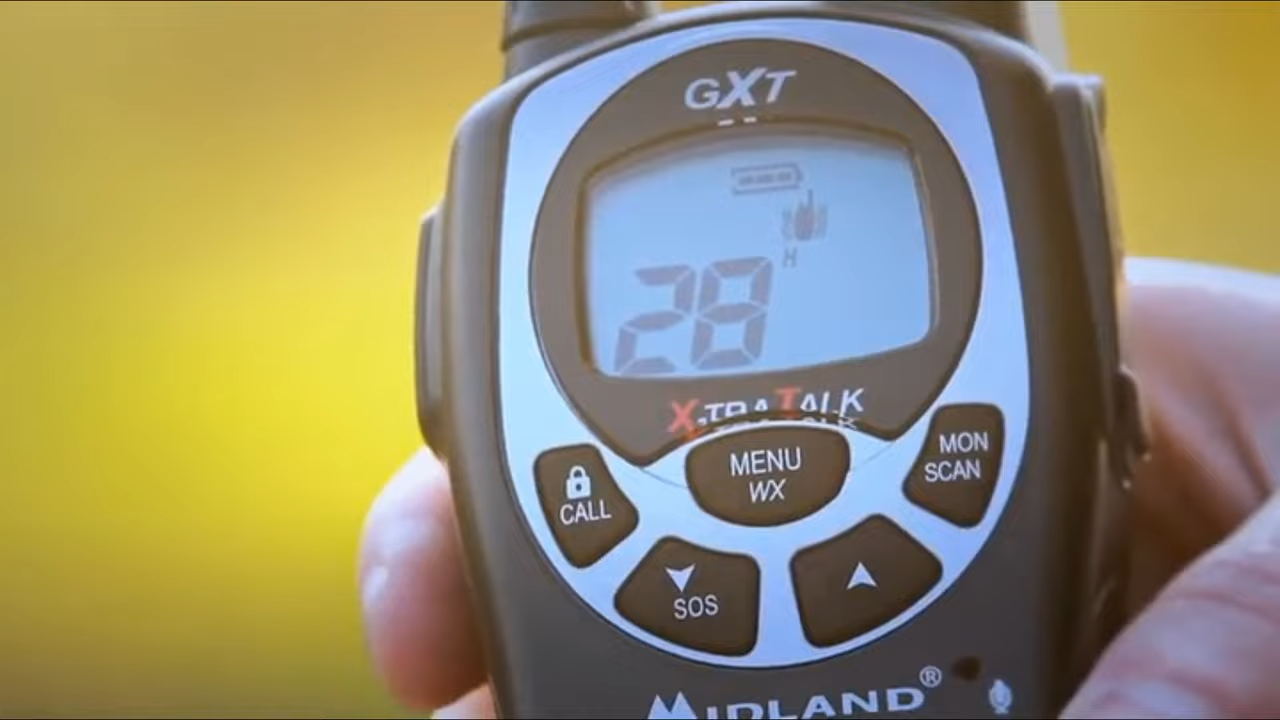 GXT
H
28
X-TRA TALK
MENU
WX
MON
SCAN
CALL
SOS
MIDLAND®